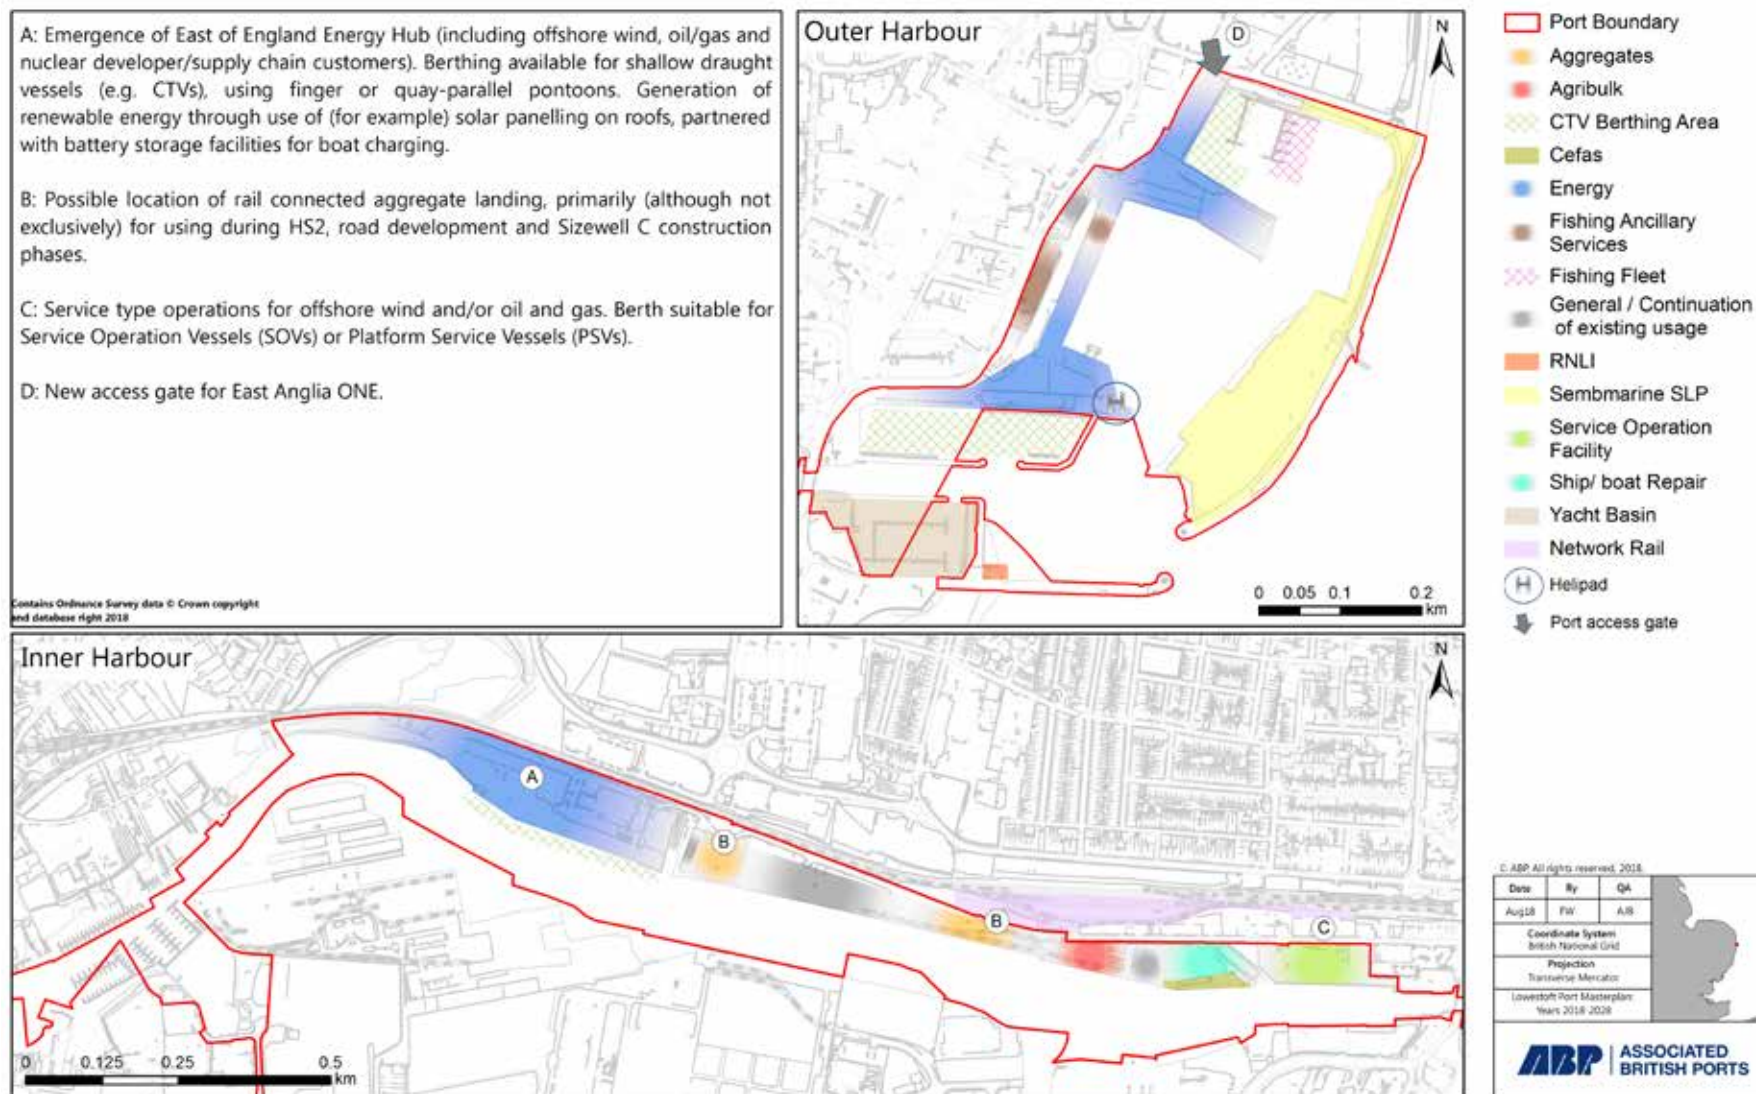 A: Emergence of East of England Energy Hub (including offshore wind, oil/gas and
nuclear developer/supply chain customers). Berthing available for shallow draught
vessels (e.g. CTVs), using finger or quay-parallel pontoons. Generation of
renewable energy through use of (for example) solar panelling on roofs, partnered
with battery storage facilities for boat charging.
B: Possible location of rail connected aggregate landing, primarily (although not
exclusively) for using during HS2, road development and Sizewell C construction
phases.
C: Service type operations for offshore wind and/or oil and gas. Berth suitable for
Service Operation Vessels (SOVs) or Platform Service Vessels (PSVs).
D: New access gate for East Anglia ONE.
Contains Ordnance Survey data © Crown copyright
and database right 2018
Outer Harbour
D
N
H
0 0.05 0.1 0.2
km
Port Boundary
Aggregates
Agribulk
CTV Berthing Area
Cefas
Energy
Fishing Ancillary
Services
Fishing Fleet
General / Continuation
of existing usage
RNLI
Sembmarine SLP
Service Operation
Facility
Ship/ boat Repair
Yacht Basin
Network Rail
H Helipad
Port access gate
Inner Harbour
N
A
B
B
C
0 0.125 0.25 0.5
km
C. ABP All rights reserved, 2018.
Date By QA
Aug18 FW AJB
Coordinate System
British National Grid
Projection
Transverse Mercator
Lowestoft Port Masterplan:
Years 2018-2028
ABP ASSOCIATED
BRITISH PORTS